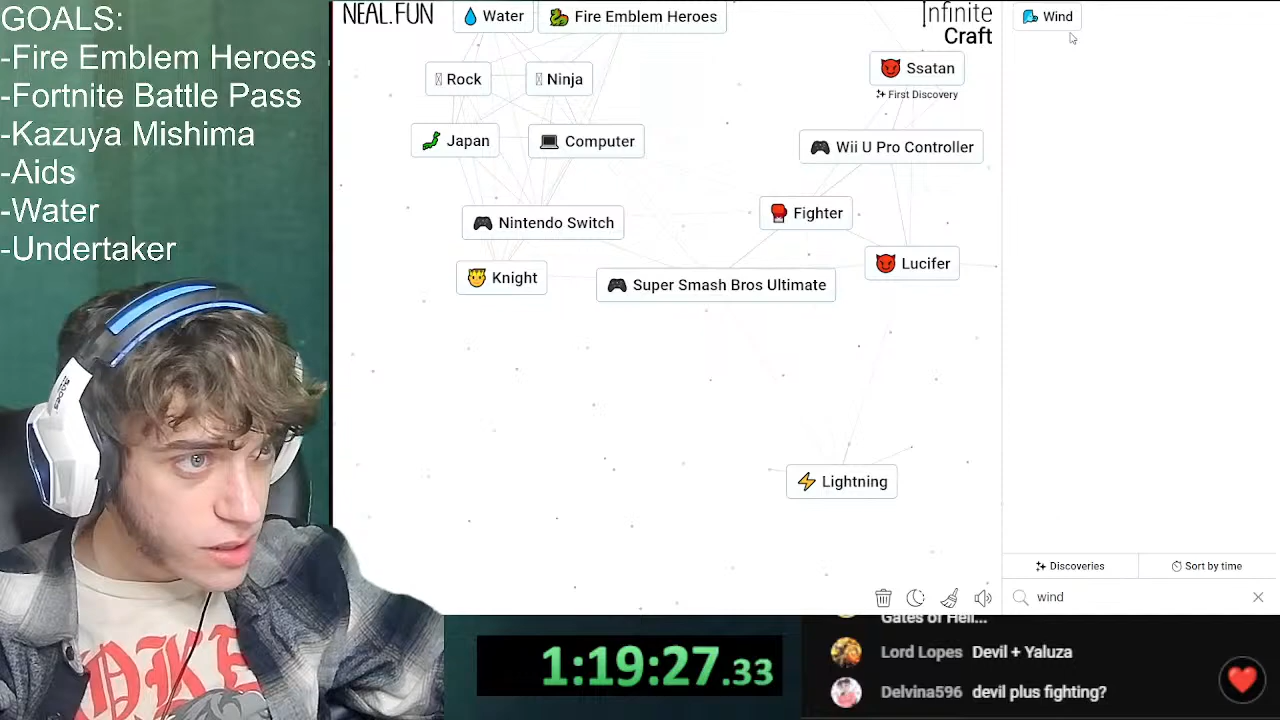 GOALS:
-Fire Emblem Heroes
-Fortnite Battle Pass
-Kazuya Mishima
-Aids
-Water
-Undertaker
NEAL.FUN
Water
Fire Emblem Heroes
Infinite
Craft
Wind
Rock
Ninja
Ssatan
First Discovery
Japan
Computer
Wii U Pro Controller
Nintendo Switch
Fighter
Knight
Super Smash Bros Ultimate
Lucifer
Lightning
Discoveries
Sort by time
wind
Gates of Hell...
Lord Lopes Devil + Yaluza
Delvina596 devil plus fighting?
1:19:27.33